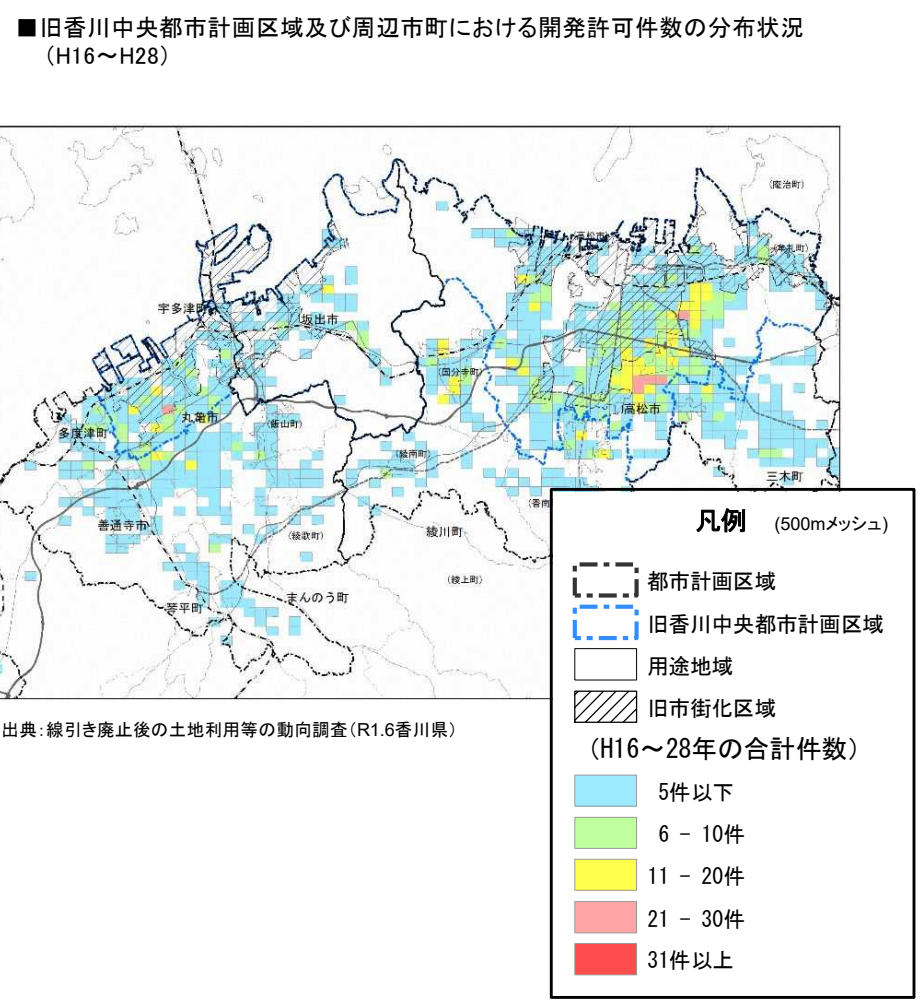 ■旧香川中央都市計画区域及び周辺市町における開発許可件数の分布状況
（H16～H28）
（庵治町）
（高松市）
（牟礼町）
宇多津町
坂出市
（国分寺町）
丸亀市
（飯山町）
高松市
多度津町
（綾南町）
三木町
（香南
善通寺市
（綾歌町）
綾川町
（綾上町）
まんのう町
琴平町
凡例 (500mメッシュ)
都市計画区域
旧香川中央都市計画区域
用途地域
旧市街化区域
（H16～28年の合計件数）
5件以下
6 － 10件
11 － 20件
21 － 30件
31件以上
出典：線引き廃止後の土地利用等の動向調査（R1.6香川県）